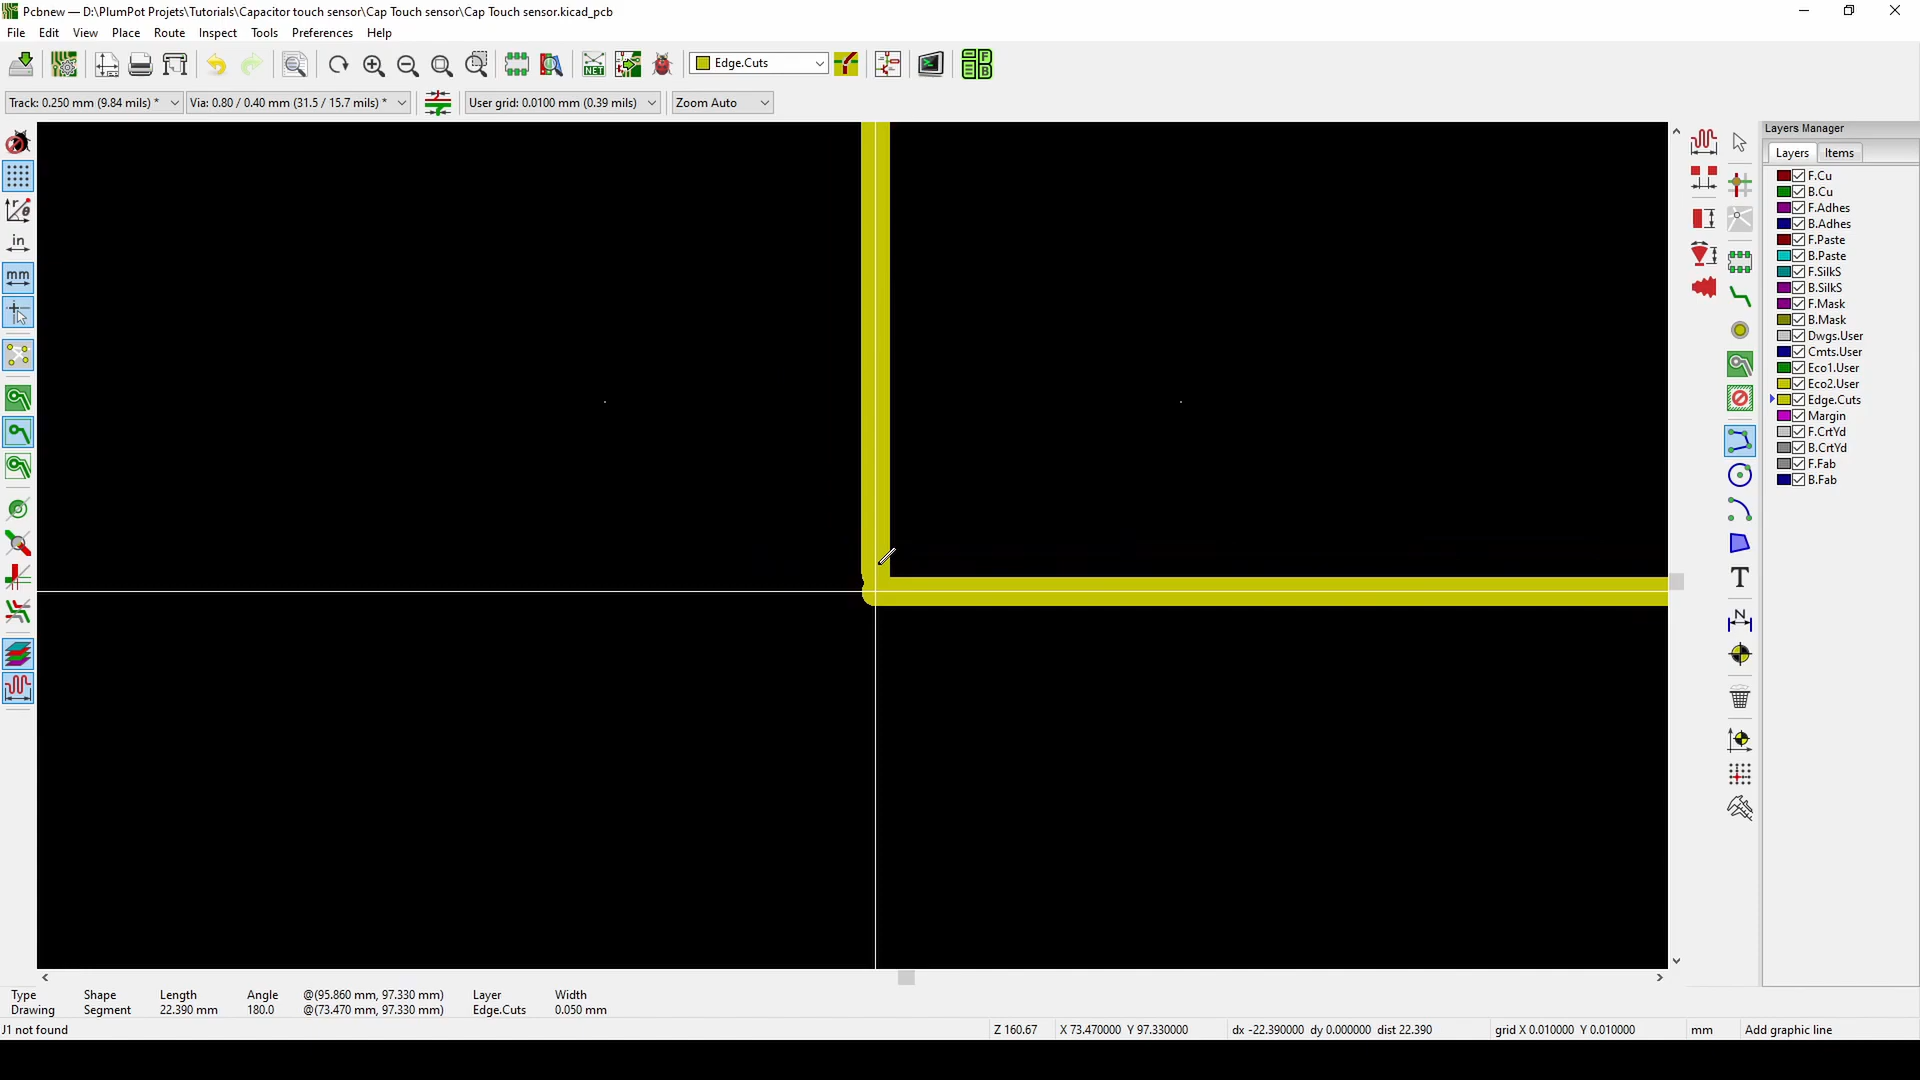 Pcbnew — D:\PlumPot Projets\Tutorials\Capacitor touch sensor\Cap Touch sensor\Cap Touch sensor.kicad_pcb
File Edit View Place Route Inspect Tools Preferences Help
NET Edge.Cuts FB
Track: 0.250 mm (9.84 mils) * Via: 0.80 / 0.40 mm (31.5 / 15.7 mils) * User grid: 0.0100 mm (0.39 mils) Zoom Auto
Layers Manager
Layers Items
F.Cu
B.Cu
F.Adhes
B.Adhes
F.Paste
B.Paste
F.SilkS
B.SilkS
F.Mask
B.Mask
Dwgs.User
Cmts.User
Eco1.User
Eco2.User
Edge.Cuts
Margin
F.CrtYd
B.CrtYd
F.Fab
B.Fab
in
mm
T
N
Type Shape Length Angle @(95.860 mm, 97.330 mm) Layer Width
Drawing Segment 22.390 mm 180.0 @(73.470 mm, 97.330 mm) Edge.Cuts 0.050 mm
J1 not found Z 160.67 X 73.470000 Y 97.330000 dx -22.390000 dy 0.000000 dist 22.390 grid X 0.010000 Y 0.010000 mm Add graphic line